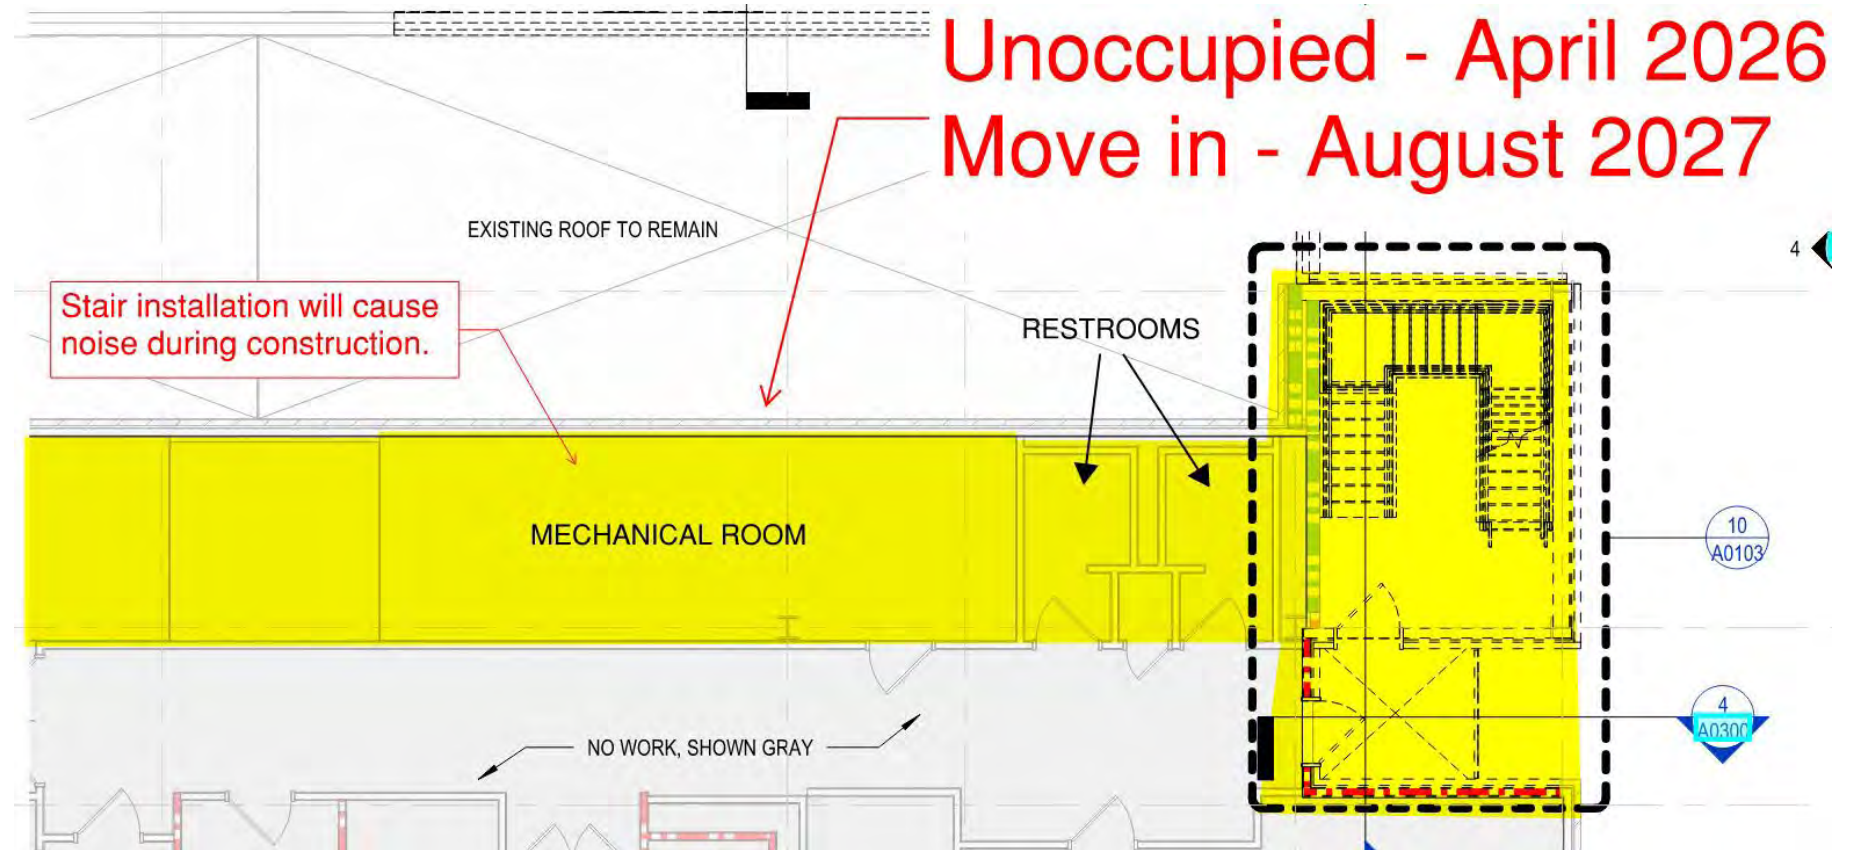 Unoccupied - April 2026
Move in - August 2027
EXISTING ROOF TO REMAIN
4
Stair installation will cause
noise during construction.
RESTROOMS
MECHANICAL ROOM
10
A0103
4
A0300
NO WORK, SHOWN GRAY